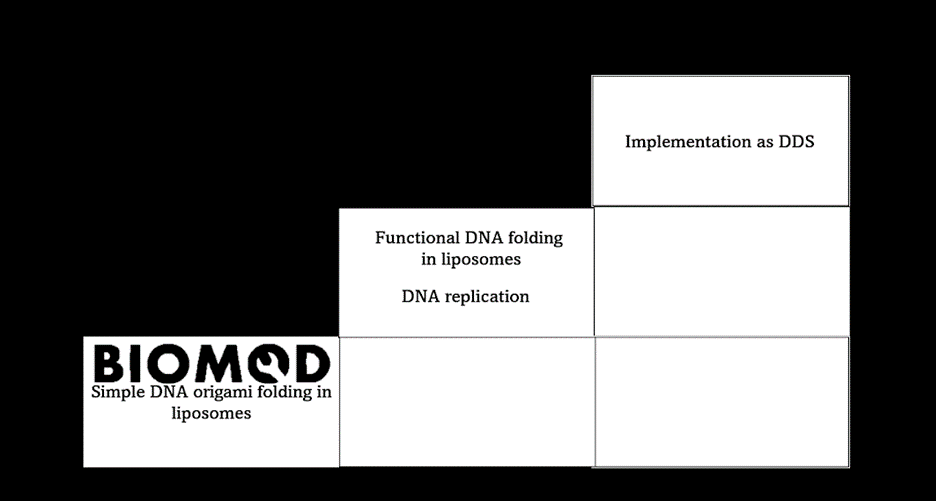 Implementation as DDS
Functional DNA folding
in liposomes
DNA replication
BIOMOD
Simple DNA origami folding in
liposomes